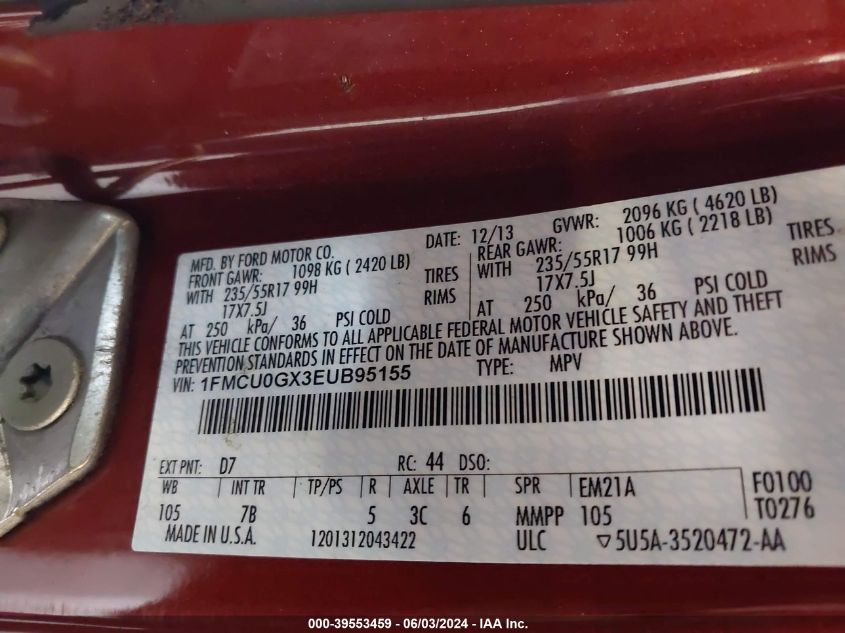 MFD. BY FORD MOTOR CO. DATE: 12/13 GVWR: 2096 KG ( 4620 LB)
FRONT GAWR: 1098 KG ( 2420 LB) REAR GAWR: 1006 KG ( 2218 LB)
WITH 235/55R17 99H TIRES WITH 235/55R17 99H TIRES
17X7.5J RIMS 17X7.5J RIMS
AT 250 kPa/ 36 PSI COLD AT 250 kPa/ 36 PSI COLD
THIS VEHICLE CONFORMS TO ALL APPLICABLE FEDERAL MOTOR VEHICLE SAFETY AND THEFT
PREVENTION STANDARDS IN EFFECT ON THE DATE OF MANUFACTURE SHOWN ABOVE.
VIN: 1FMCU0GX3EUB95155 TYPE: MPV
EXT PNT: D7 RC: 44 DSO:
WB INT TR TP/PS R AXLE TR SPR EM21A F0100
105 7B 5 3C 6 MMPP 105 T0276
MADE IN U.S.A. 1201312043422 ULC ▽5U5A-3520472-AA
000-39553459 - 06/03/2024 - IAA Inc.